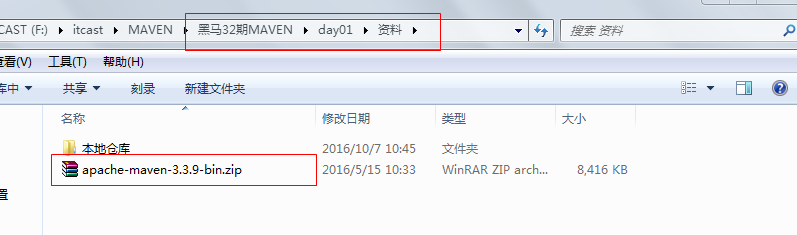 CAST (F:) itcast MAVEN 黑马32期MAVEN day01 资料 搜索 资料
查看(V) 工具(T) 帮助(H)
库中 共享 刻录 新建文件夹
名称 修改日期 类型 大小
本地仓库 2016/10/7 10:45 文件夹
apache-maven-3.3.9-bin.zip 2016/5/15 10:33 WinRAR ZIP arch... 8,416 KB
置